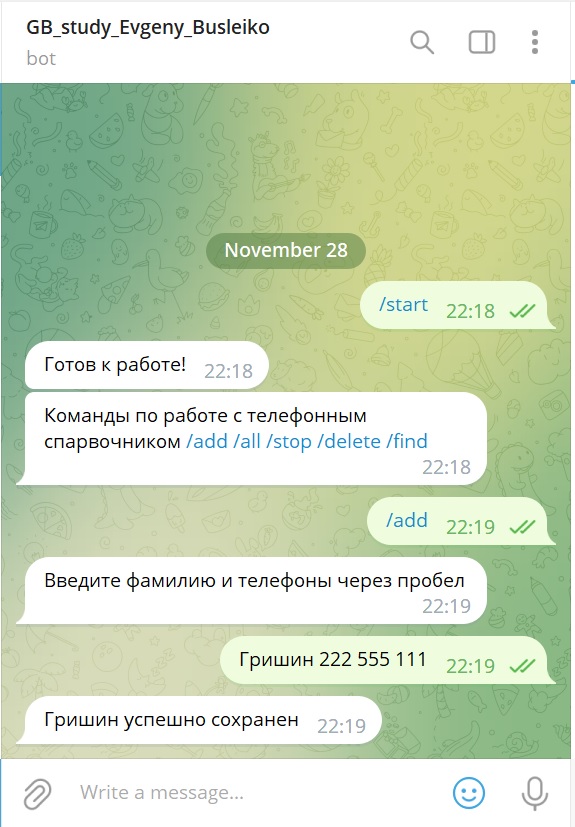 GB_study_Evgeny_Busleiko
bot
November 28
/start 22:18
Готов к работе! 22:18
Команды по работе с телефонным
спарвочником /add /all /stop /delete /find
22:18
/add 22:19
Введите фамилию и телефоны через пробел
22:19
Гришин 222 555 111 22:19
Гришин успешно сохранен 22:19
Write a message...